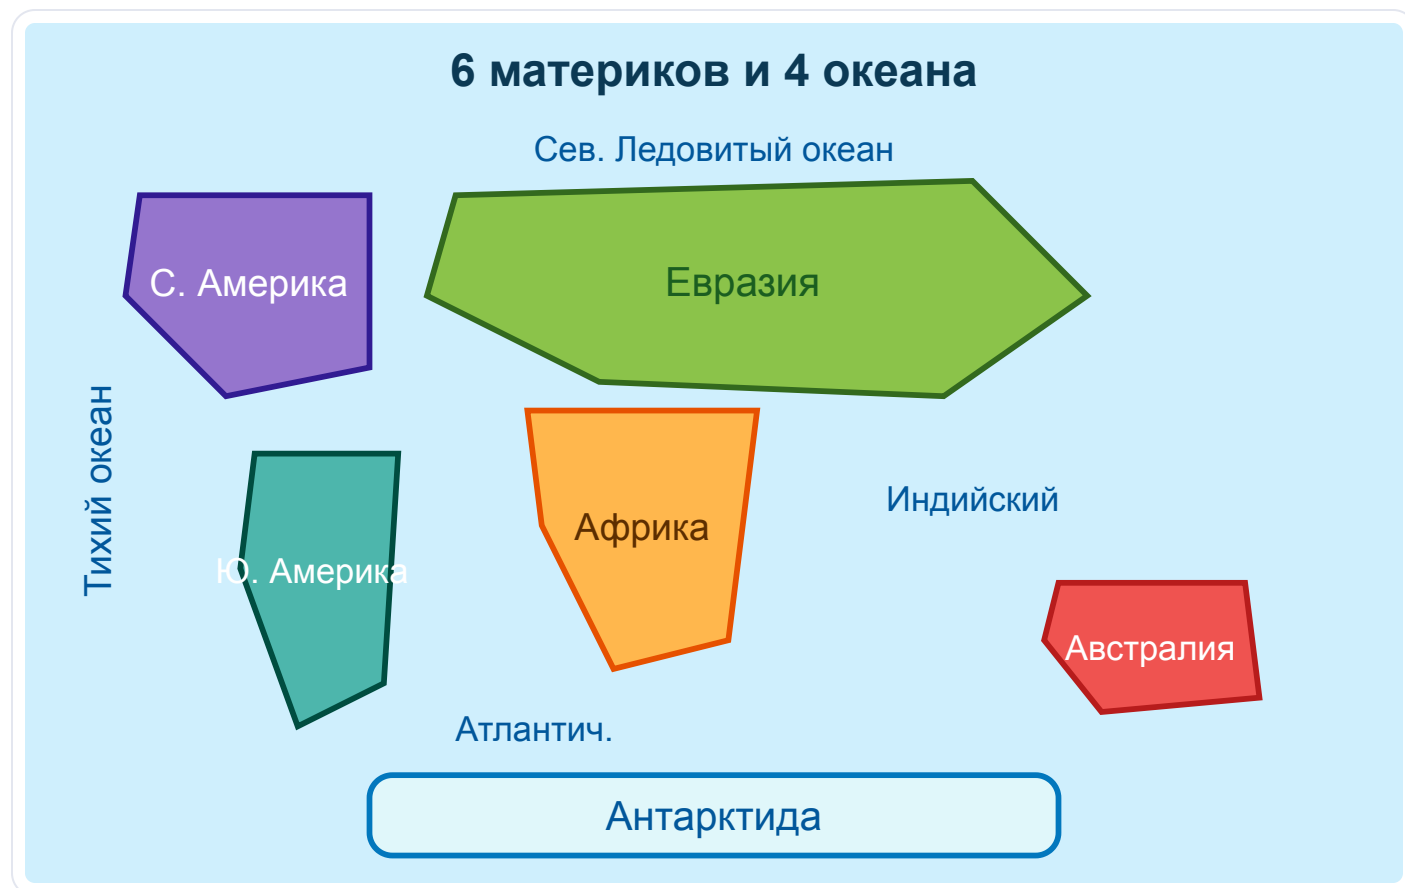 6 материков и 4 океана
Сев. Ледовитый океан
С. Америка
Евразия
Тихий океан
Индийский
Африка
Ю. Америка
Австралия
Атлантич.
Антарктида